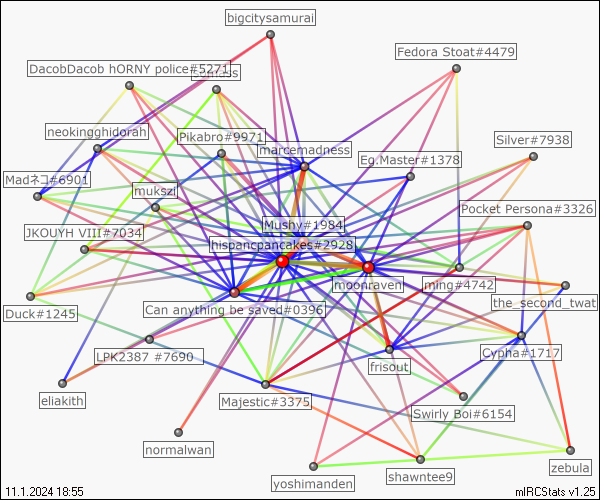 bigcitysamurai
Fedora Stoat#4479
DacobDacob hORNY police#5271
neokingghidorah
Pikabro#9971
marcemadness
Silver#7938
Eg.Master#1378
Madネコ#6901
mukszi
Pocket Persona#3326
Mushy#1984
JKOUYH VIII#7034
hispancpancakes#2928
moonraven
ming#4742
the_second_twat
Duck#1245
Can anything be saved#0396
LPK2387 #7690
Cypha#1717
frisout
eliakith
Majestic#3375
Swirly Boi#6154
normalwan
zebula
shawntee9
yoshimanden
11.1.2024 18:55
mIRCStats v1.25